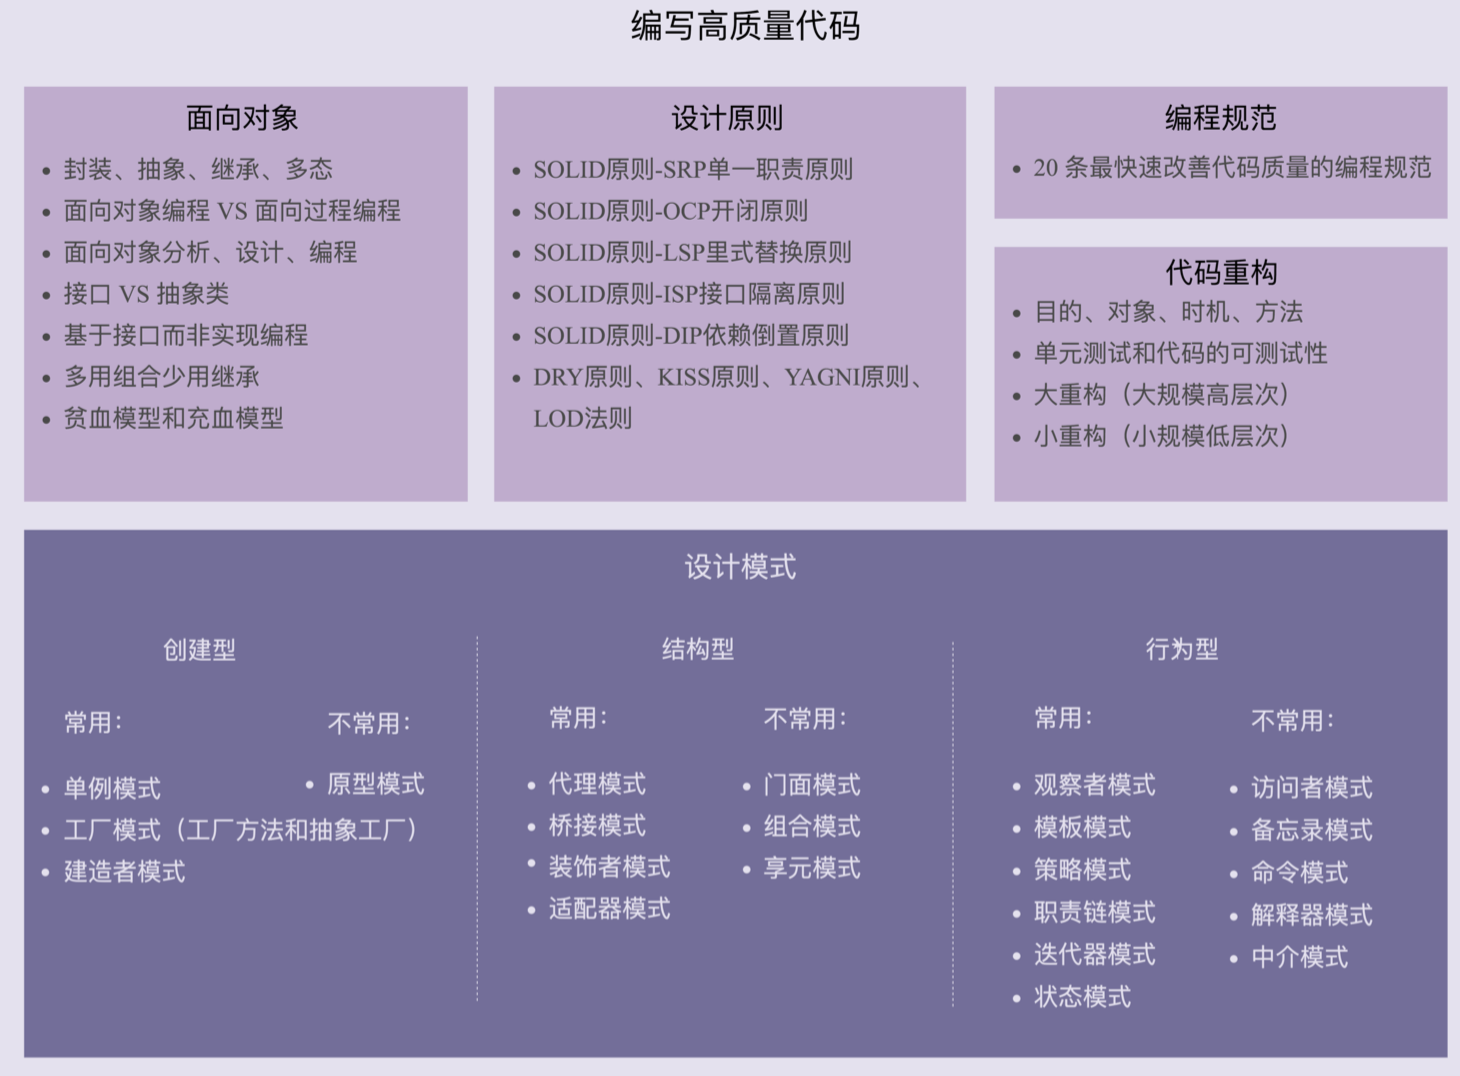 编写高质量代码
面向对象
封装、抽象、继承、多态
面向对象编程 VS 面向过程编程
面向对象分析、设计、编程
接口 VS 抽象类
基于接口而非实现编程
多用组合少用继承
贫血模型和充血模型
设计原则
SOLID原则-SRP单一职责原则
SOLID原则-OCP开闭原则
SOLID原则-LSP里式替换原则
SOLID原则-ISP接口隔离原则
SOLID原则-DIP依赖倒置原则
DRY原则、KISS原则、YAGNI原则、
LOD法则
编程规范
20 条最快速改善代码质量的编程规范
代码重构
目的、对象、时机、方法
单元测试和代码的可测试性
大重构（大规模高层次）
小重构（小规模低层次）
设计模式
创建型
常用：
单例模式
工厂模式（工厂方法和抽象工厂）
建造者模式
不常用：
原型模式
结构型
常用：
代理模式
桥接模式
装饰者模式
适配器模式
不常用：
门面模式
组合模式
享元模式
行为型
常用：
观察者模式
模板模式
策略模式
职责链模式
迭代器模式
状态模式
不常用：
访问者模式
备忘录模式
命令模式
解释器模式
中介模式